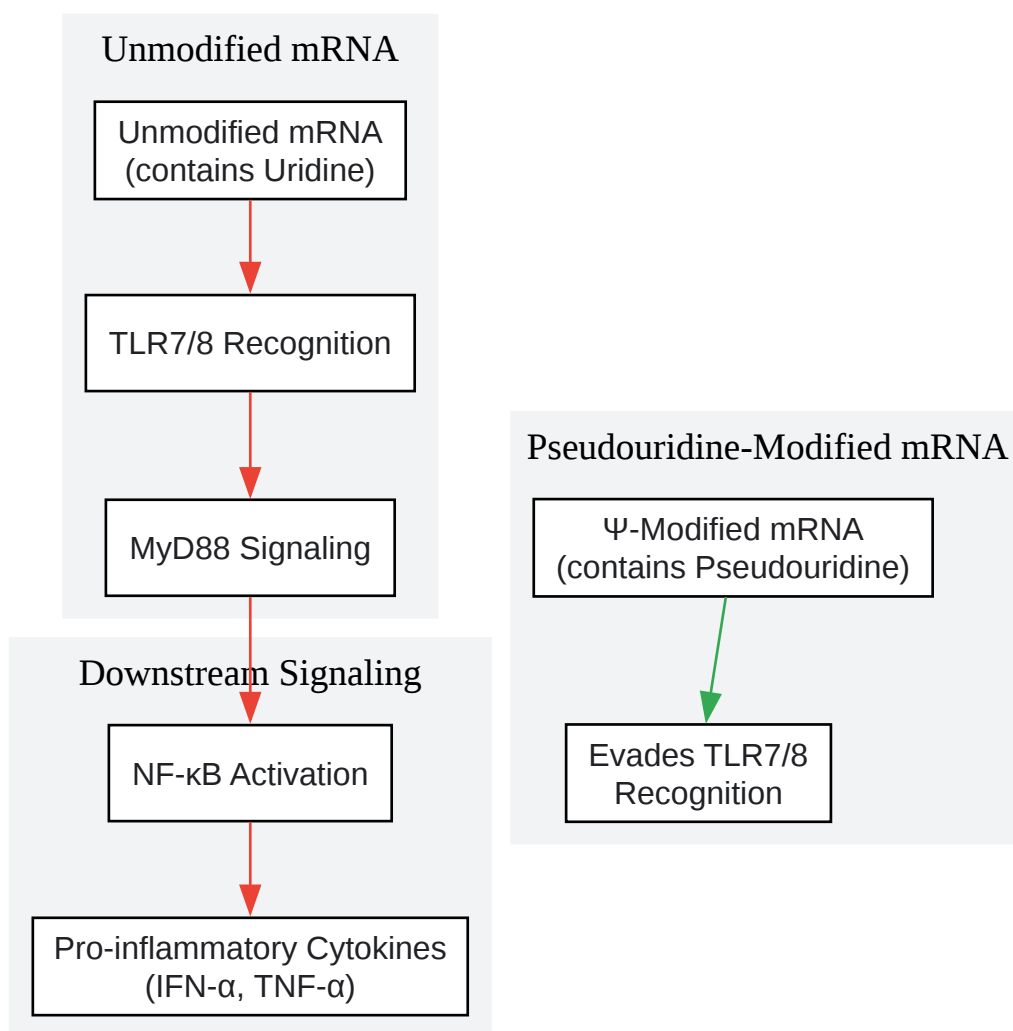 Unmodified mRNA
Unmodified mRNA
(contains Uridine)
TLR7/8 Recognition
MyD88 Signaling
Downstream Signaling
NF-κB Activation
Pro-inflammatory Cytokines
(IFN-α, TNF-α)
Pseudouridine-Modified mRNA
Ψ-Modified mRNA
(contains Pseudouridine)
Evades TLR7/8
Recognition